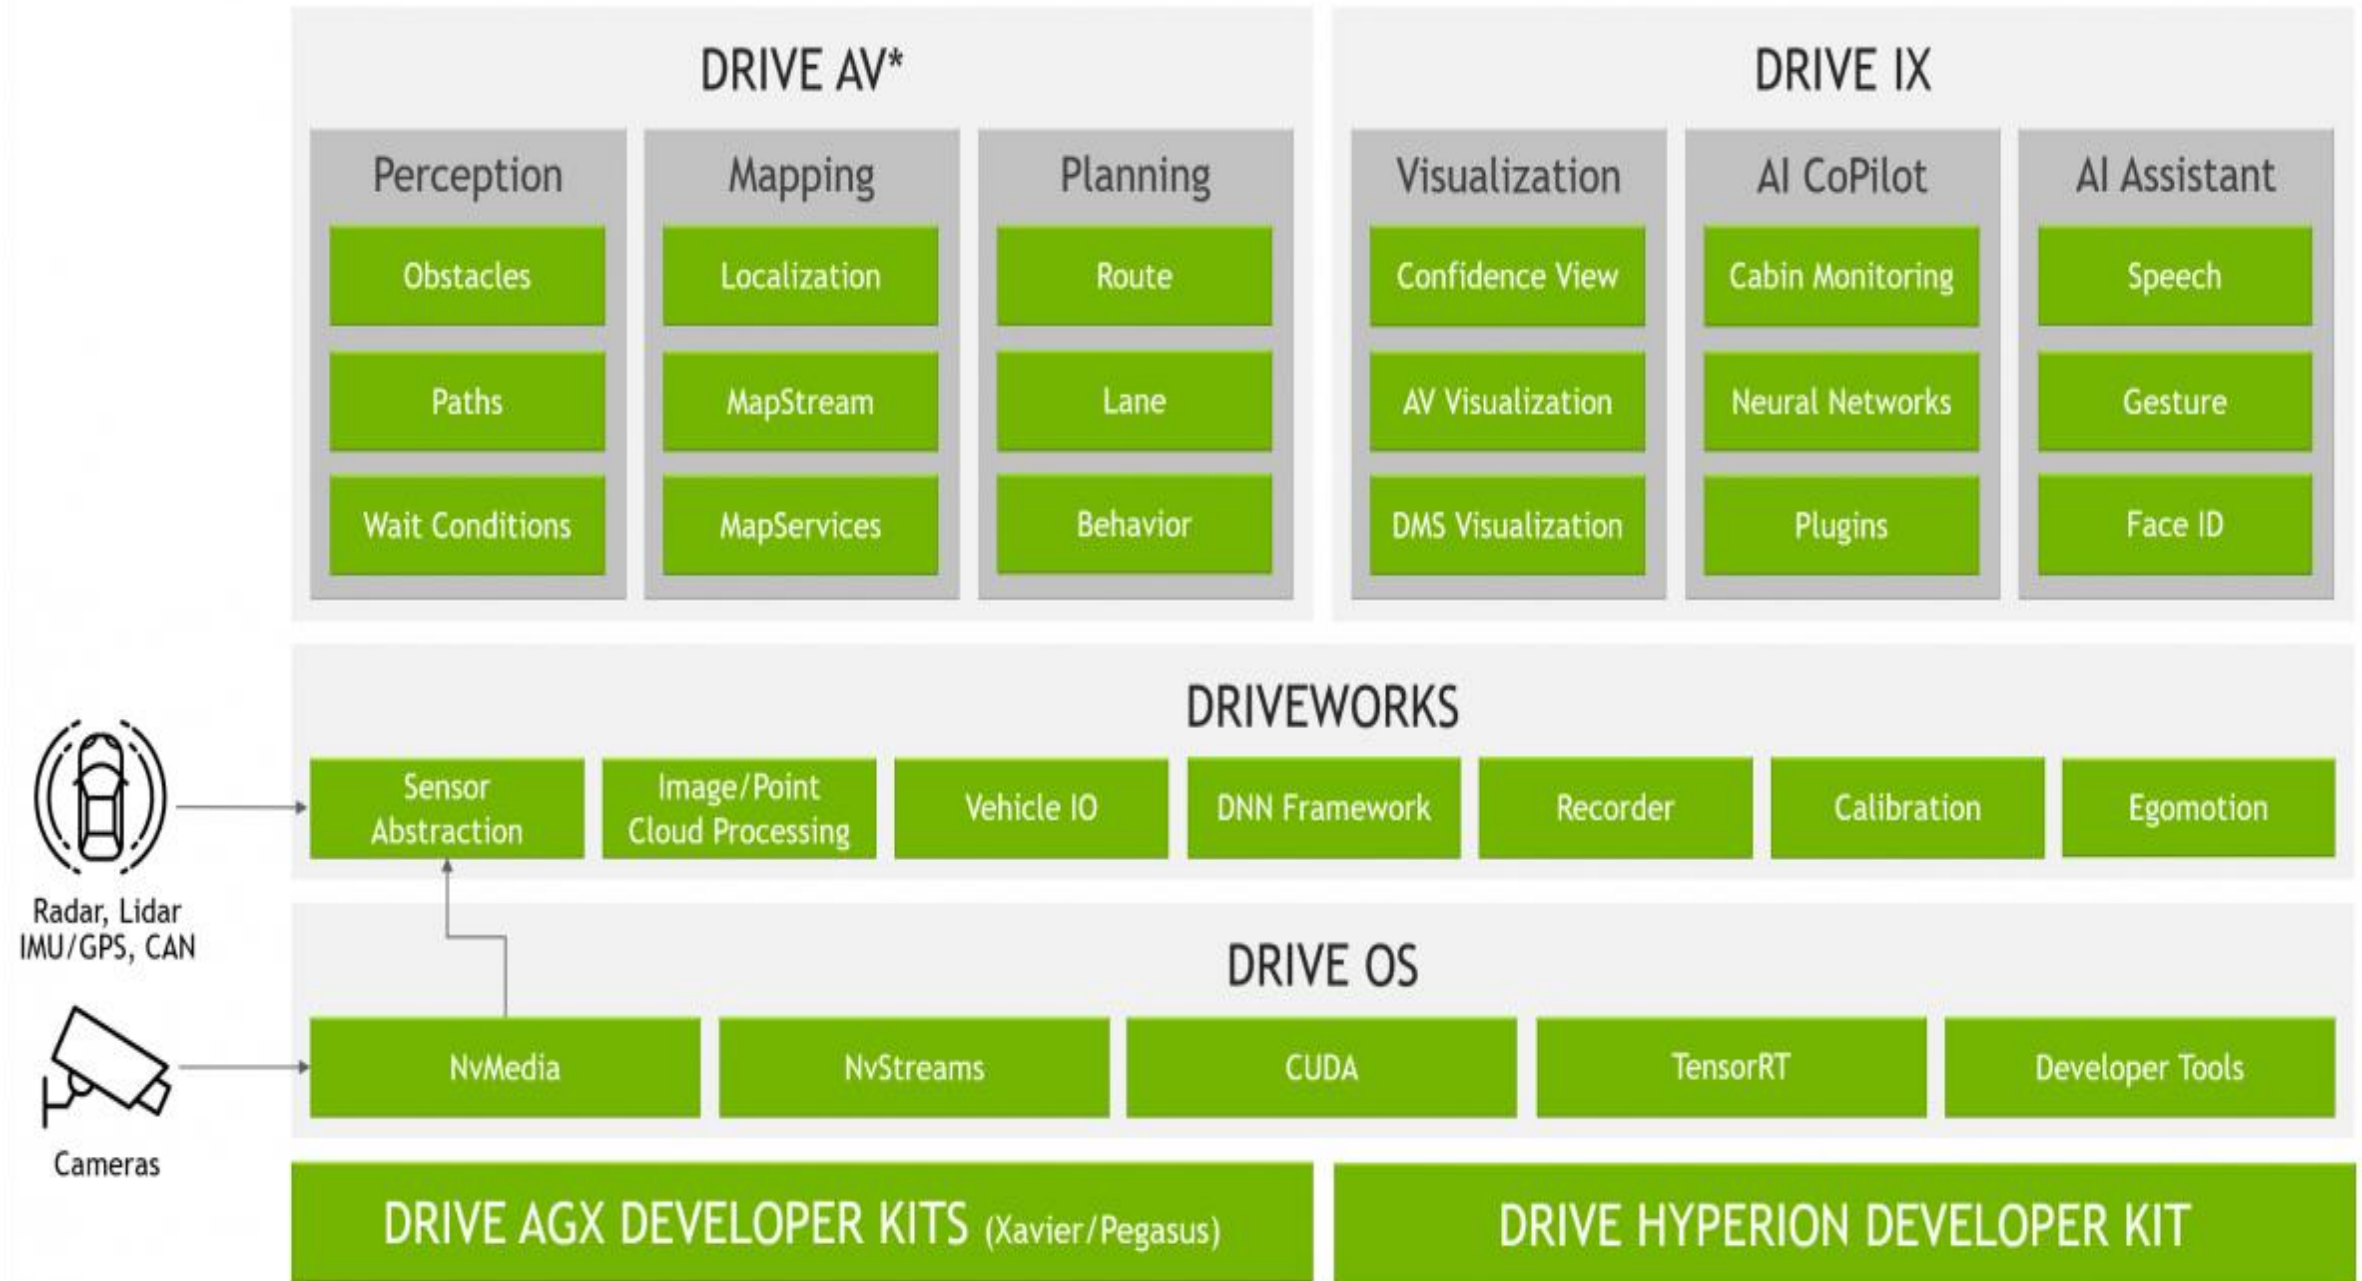 DRIVE AV*
Perception
Obstacles
Paths
Wait Conditions
Mapping
Localization
MapStream
MapServices
Planning
Route
Lane
Behavior
DRIVE IX
Visualization
Confidence View
AV Visualization
DMS Visualization
AI CoPilot
Cabin Monitoring
Neural Networks
Plugins
AI Assistant
Speech
Gesture
Face ID
DRIVEWORKS
Sensor
Abstraction
Image/Point
Cloud Processing
Vehicle IO
DNN Framework
Recorder
Calibration
Egomotion
Radar, Lidar
IMU/GPS, CAN
DRIVE OS
NvMedia
NvStreams
CUDA
TensorRT
Developer Tools
Cameras
DRIVE AGX DEVELOPER KITS (Xavier/Pegasus)
DRIVE HYPERION DEVELOPER KIT